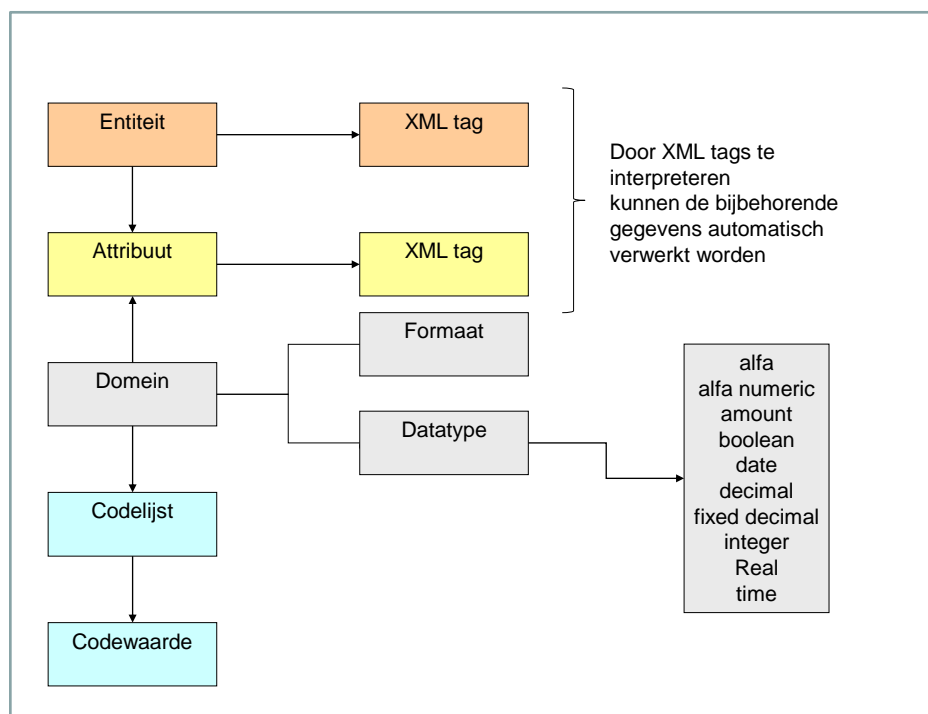 Entiteit
XML tag
Door XML tags te
interpreteren
kunnen de bijbehorende
gegevens automatisch
verwerkt worden
Attribuut
XML tag
Formaat
Domein
Datatype
alfa
alfa numeric
amount
boolean
date
decimal
fixed decimal
integer
Real
time
Codelijst
Codewaarde